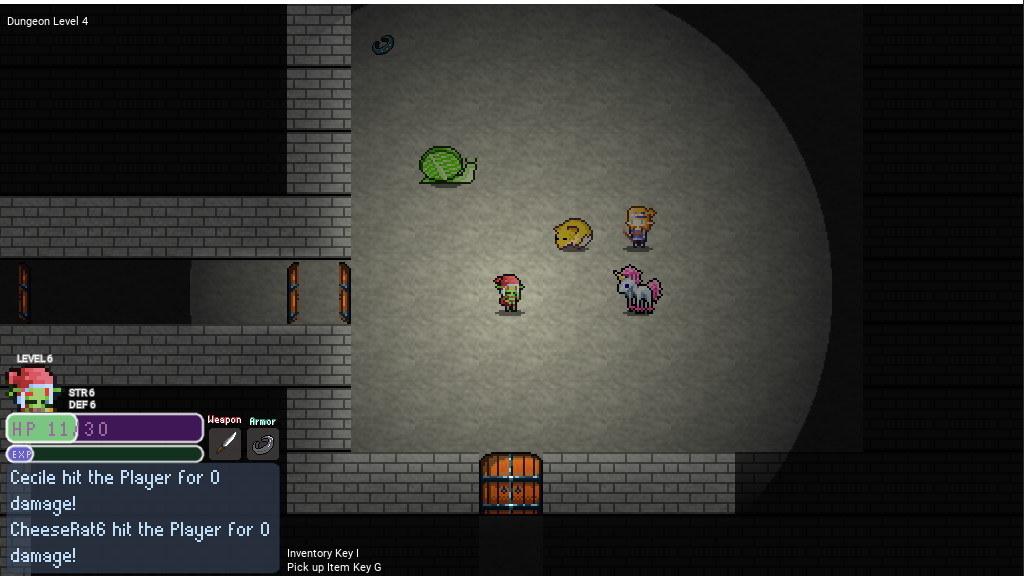 Dungeon Level 4
LEVEL 6
STR 6
DEF 6
HP 11/30
Weapon
Armor
EXP
Cecile hit the Player for 0
damage!
CheeseRat6 hit the Player for 0
damage!
Inventory Key I
Pick up Item Key G